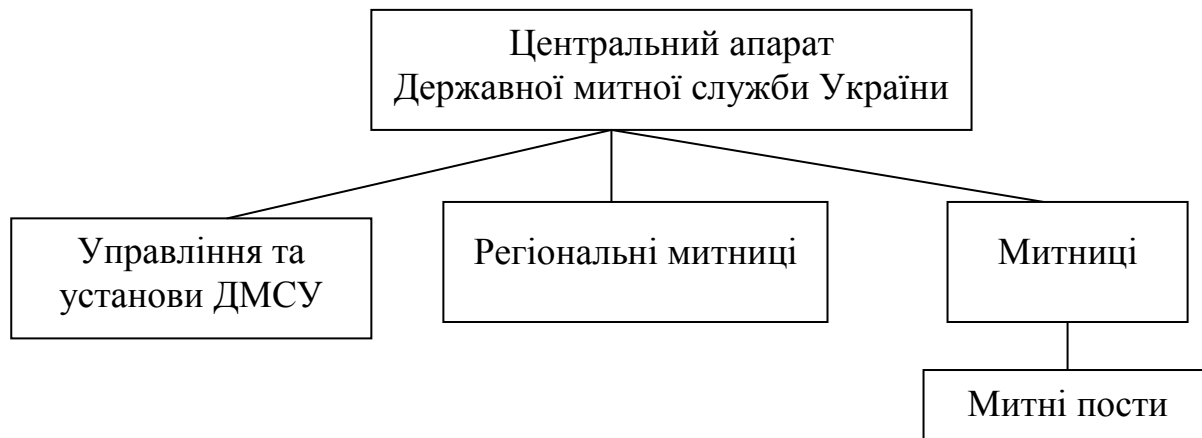 Центральний апарат
Державної митної служби України
Управління та
установи ДМСУ
Регіональні митниці
Митниці
Митні пости